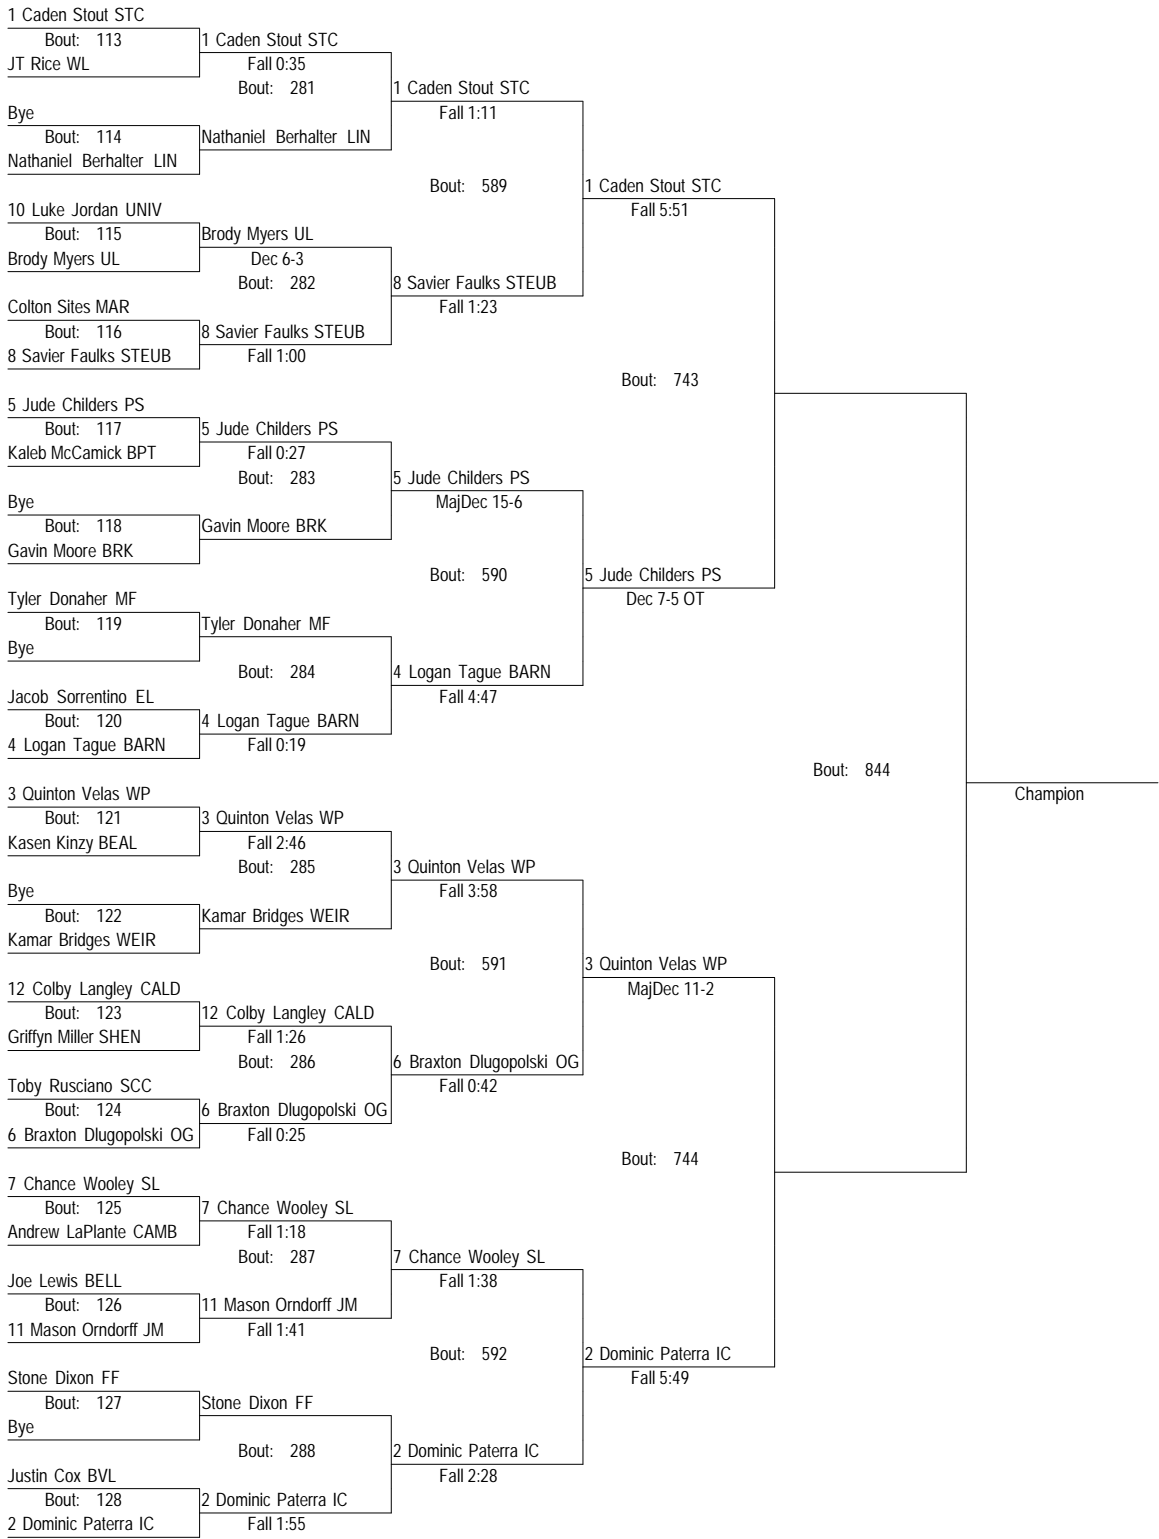 1 Caden Stout STC
Bout: 113
JT Rice WL
Bye
Bout: 114
Nathaniel Berhalter LIN
10 Luke Jordan UNIV
Bout: 115
Brody Myers UL
Colton Sites MAR
Bout: 116
8 Savier Faulks STEUB
5 Jude Childers PS
Bout: 117
Kaleb McCamick BPT
Bye
Bout: 118
Gavin Moore BRK
Tyler Donaher MF
Bout: 119
Bye
Jacob Sorrentino EL
Bout: 120
4 Logan Tague BARN
3 Quinton Velas WP
Bout: 121
Kasen Kinzy BEAL
Bye
Bout: 122
Kamar Bridges WEIR
12 Colby Langley CALD
Bout: 123
Griffyn Miller SHEN
Toby Rusciano SCC
Bout: 124
6 Braxton Dlugopolski OG
7 Chance Wooley SL
Bout: 125
Andrew LaPlante CAMB
Joe Lewis BELL
Bout: 126
11 Mason Orndorff JM
Stone Dixon FF
Bout: 127
Bye
Justin Cox BVL
Bout: 128
2 Dominic Paterra IC
1 Caden Stout STC
Fall 0:35
Bout: 281
Nathaniel Berhalter LIN
Brody Myers UL
Dec 6-3
Bout: 282
8 Savier Faulks STEUB
Fall 1:00
5 Jude Childers PS
Fall 0:27
Bout: 283
Gavin Moore BRK
Tyler Donaher MF
Bout: 284
4 Logan Tague BARN
Fall 0:19
3 Quinton Velas WP
Fall 2:46
Bout: 285
Kamar Bridges WEIR
12 Colby Langley CALD
Fall 1:26
Bout: 286
6 Braxton Dlugopolski OG
Fall 0:25
7 Chance Wooley SL
Fall 1:18
Bout: 287
11 Mason Orndorff JM
Fall 1:41
Stone Dixon FF
Bout: 288
2 Dominic Paterra IC
Fall 1:55
1 Caden Stout STC
Fall 1:11
Bout: 589
8 Savier Faulks STEUB
Fall 1:23
5 Jude Childers PS
MajDec 15-6
Bout: 590
4 Logan Tague BARN
Fall 4:47
3 Quinton Velas WP
Fall 3:58
Bout: 591
6 Braxton Dlugopolski OG
Fall 0:42
7 Chance Wooley SL
Fall 1:38
Bout: 592
2 Dominic Paterra IC
Fall 2:28
1 Caden Stout STC
Fall 5:51
Bout: 743
5 Jude Childers PS
Dec 7-5 OT
3 Quinton Velas WP
MajDec 11-2
Bout: 744
2 Dominic Paterra IC
Fall 5:49
Bout: 844
Champion